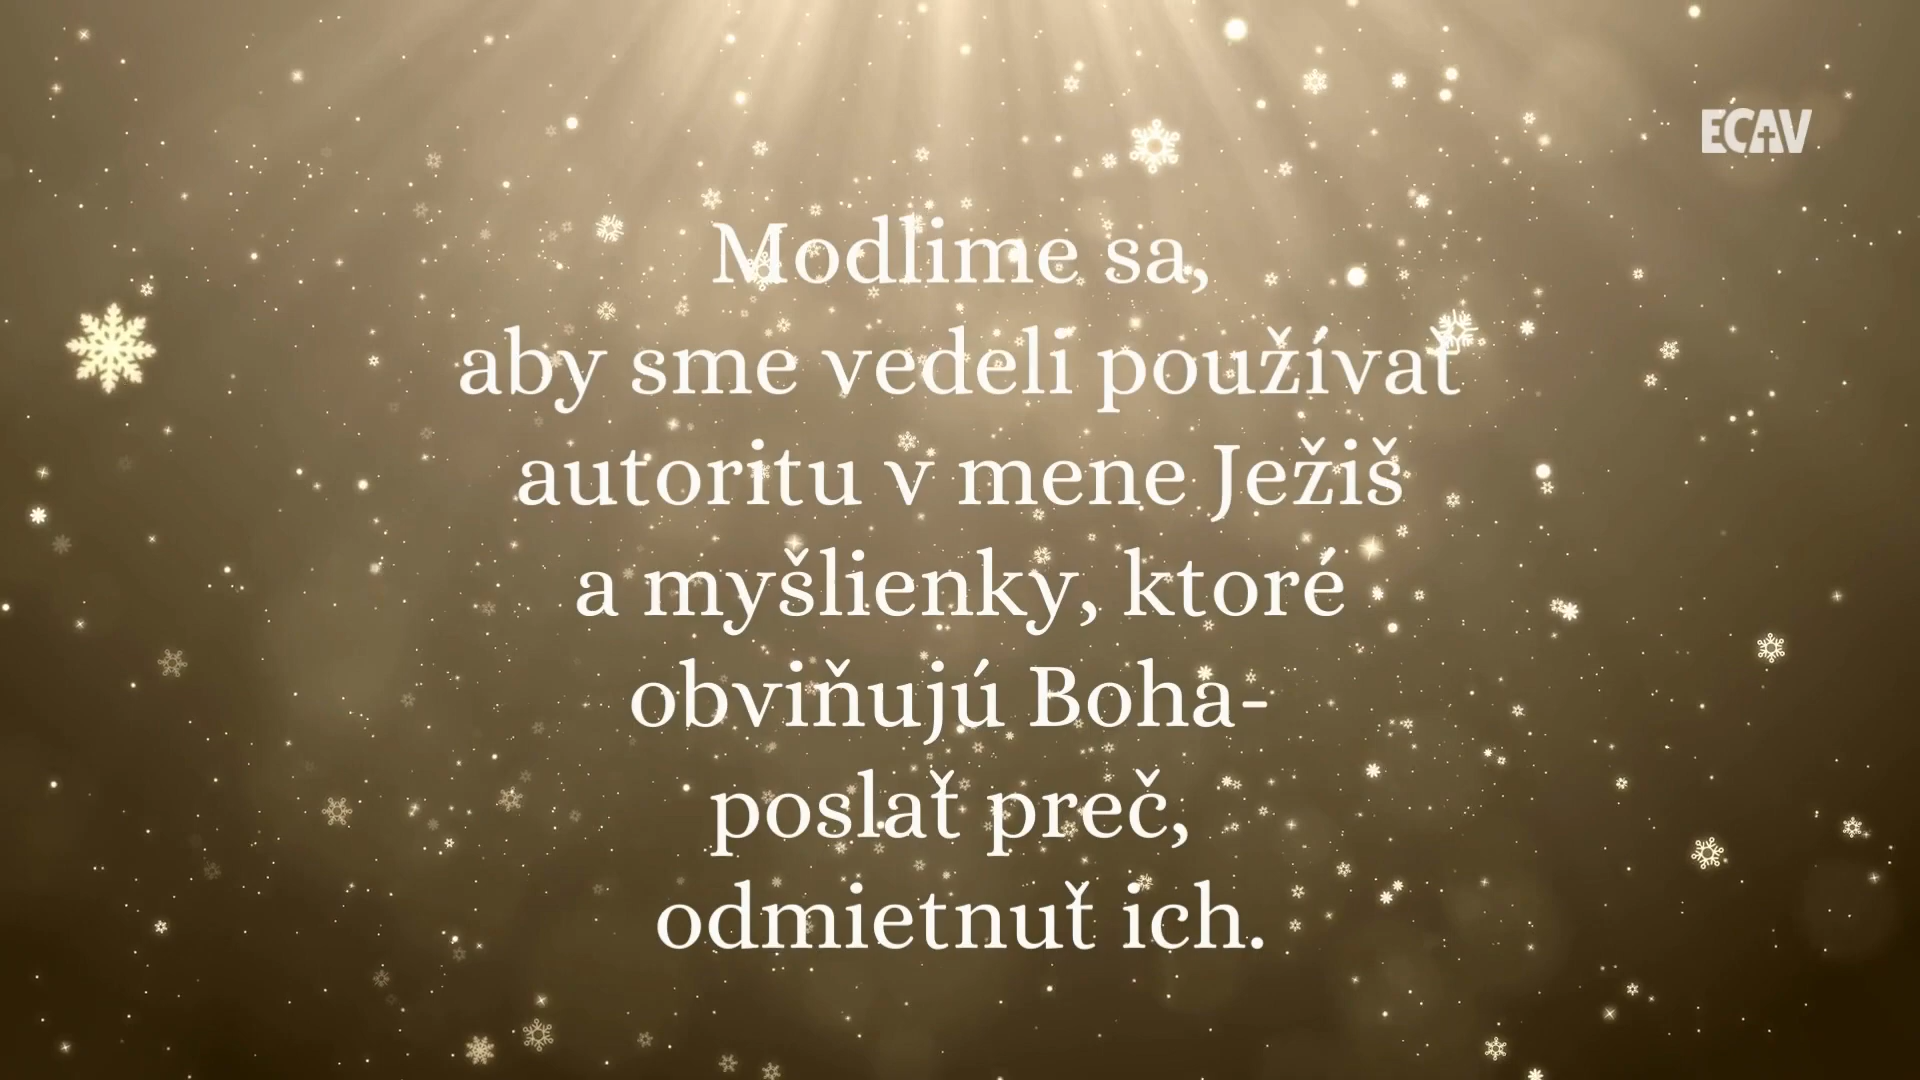 ECAV
Modlime sa,
aby sme vedeli používať
autoritu v mene Ježiš
a myšlienky, ktoré
obviňujú Boha-
poslať preč,
odmietnuť ich.